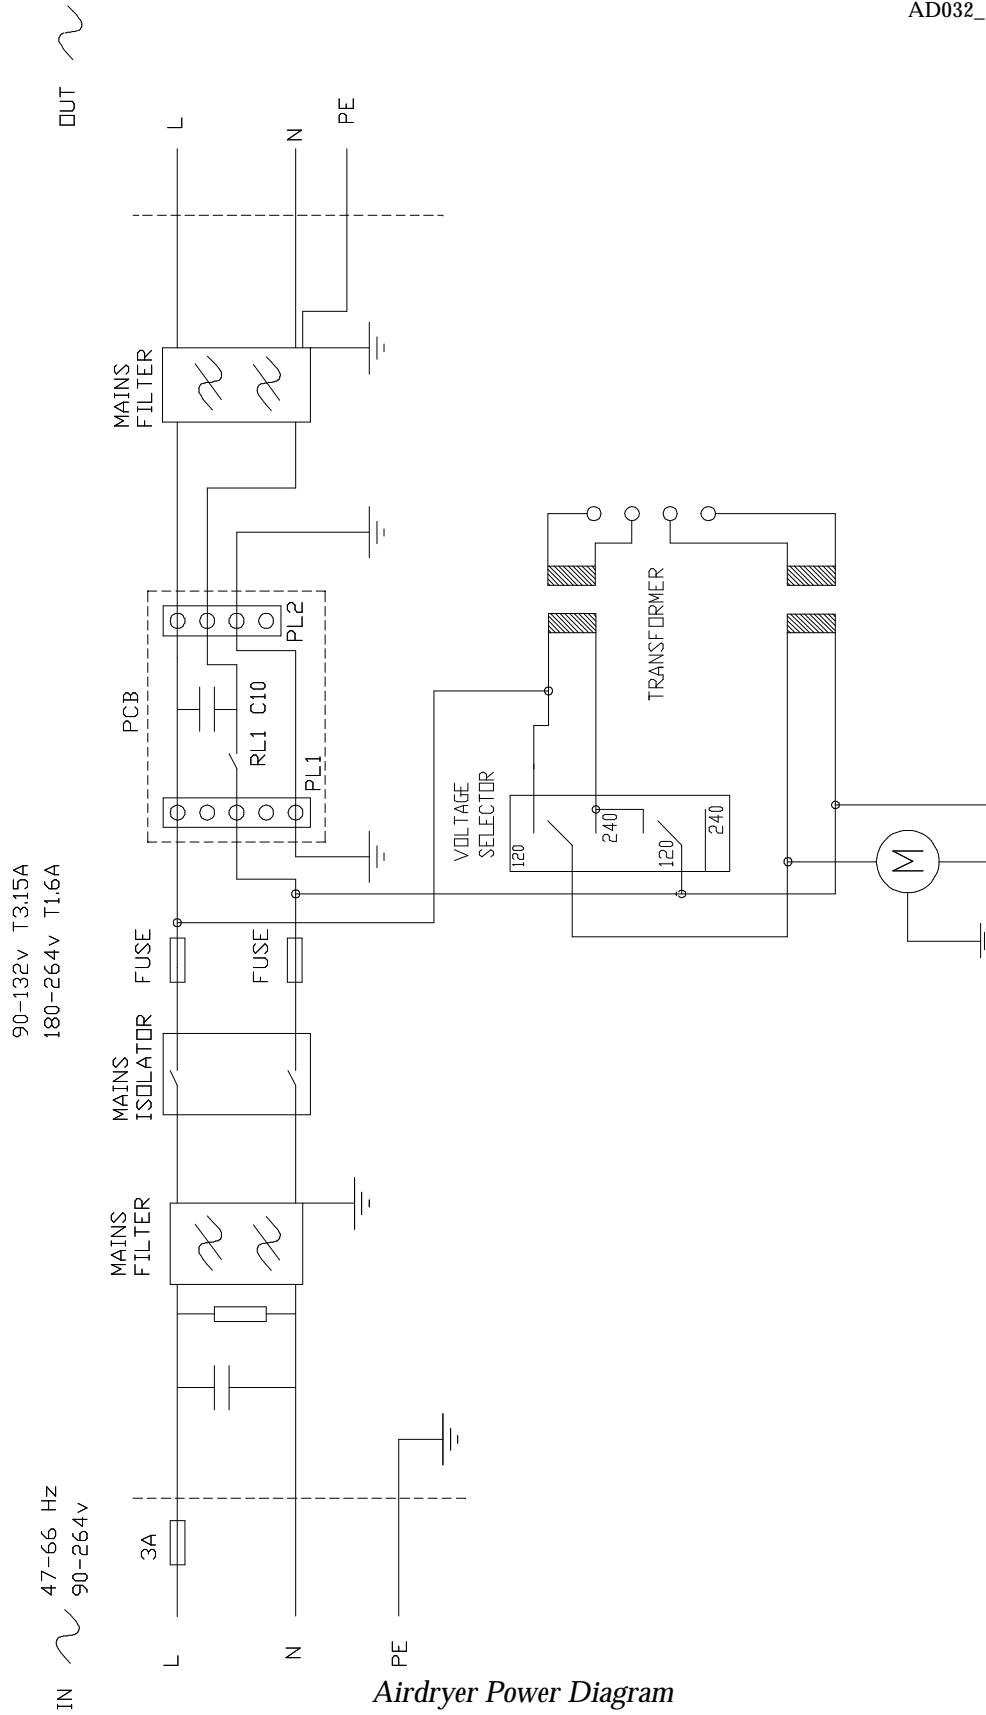 AD032_
90-132v T3.15A
180-264v T1.6A
IN
47-66 Hz
90-264v
OUT
L
N
PE
3A
MAINS
FILTER
MAINS
ISOLATOR
FUSE
FUSE
PCB
PL1
RL1 C10
PL2
MAINS
FILTER
L
N
PE
VOLTAGE
SELECTOR
120
240
120
240
TRANSFORMER
M
Airdryer Power Diagram